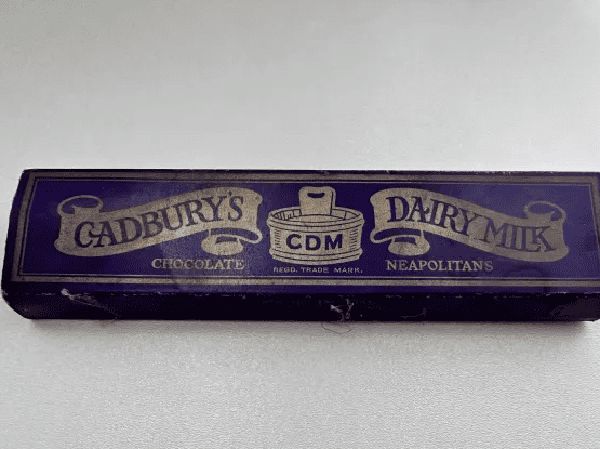 CADBURY'S
DAIRY MILK
CDM
CHOCOLATE
REGD. TRADE MARK.
NEAPOLITANS